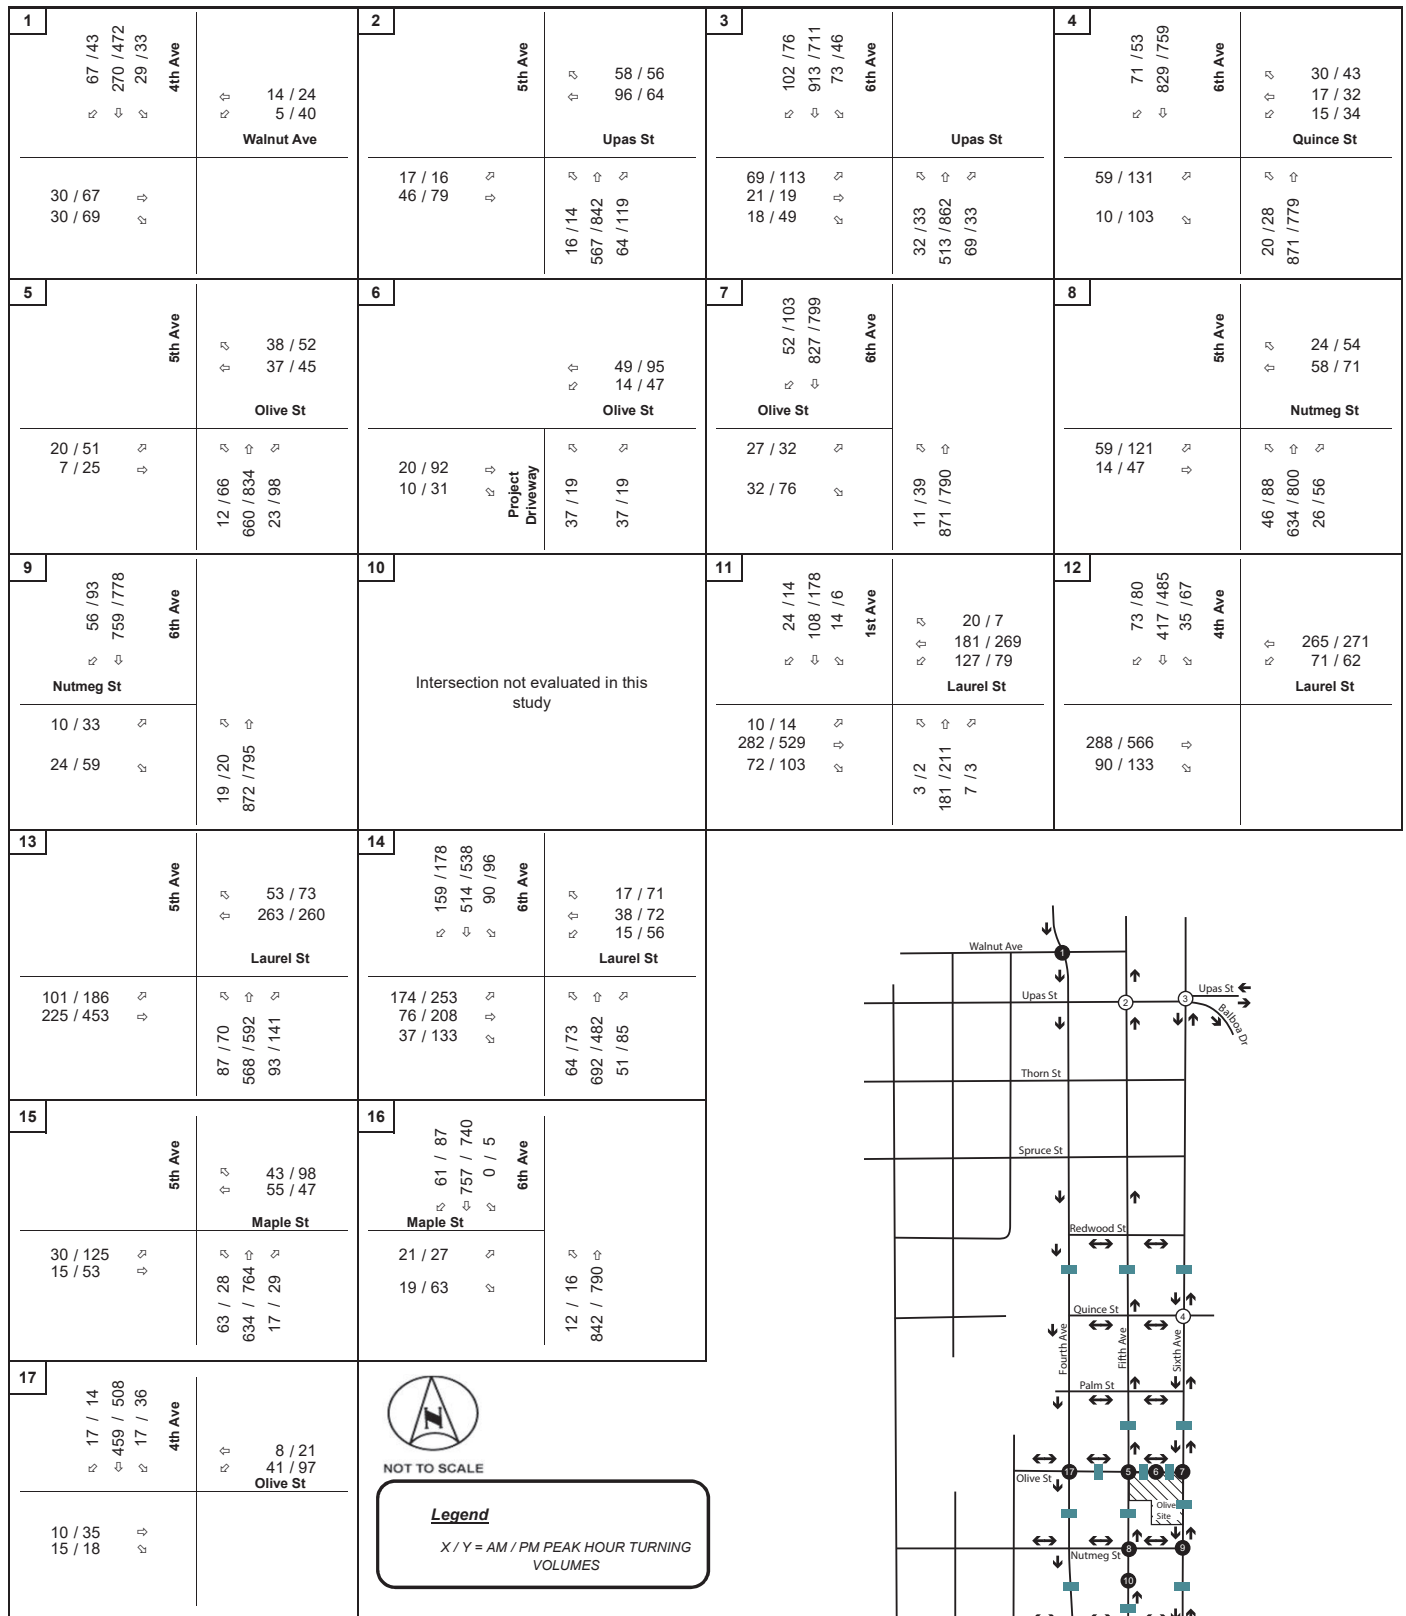 1
67 / 43
270 / 472
29 / 33
4th Ave
14 / 24
5 / 40
Walnut Ave
30 / 67
30 / 69
2
5th Ave
58 / 56
96 / 64
Upas St
17 / 16
46 / 79
16 / 14
567 / 842
64 / 119
3
102 / 76
913 / 711
73 / 46
6th Ave
Upas St
69 / 113
21 / 19
18 / 49
32 / 33
513 / 862
69 / 33
4
71 / 53
829 / 759
6th Ave
30 / 43
17 / 32
15 / 34
Quince St
59 / 131
10 / 103
20 / 28
871 / 779
5
5th Ave
38 / 52
37 / 45
Olive St
20 / 51
7 / 25
12 / 66
660 / 834
23 / 98
6
49 / 95
14 / 47
Olive St
20 / 92
10 / 31
Project
Driveway
37 / 19
37 / 19
7
52 / 103
827 / 799
6th Ave
Olive St
27 / 32
32 / 76
11 / 39
871 / 790
8
5th Ave
24 / 54
58 / 71
Nutmeg St
59 / 121
14 / 47
46 / 88
634 / 800
26 / 56
9
56 / 93
759 / 778
6th Ave
Nutmeg St
10 / 33
24 / 59
19 / 20
872 / 795
10
Intersection not evaluated in this
study
11
24 / 14
108 / 178
14 / 6
1st Ave
20 / 7
181 / 269
127 / 79
Laurel St
10 / 14
282 / 529
72 / 103
3 / 2
181 / 211
7 / 3
12
73 / 80
417 / 485
35 / 67
4th Ave
265 / 271
71 / 62
Laurel St
288 / 566
90 / 133
13
5th Ave
53 / 73
263 / 260
Laurel St
101 / 186
225 / 453
87 / 70
568 / 592
93 / 141
14
159 / 178
514 / 538
90 / 96
6th Ave
17 / 71
38 / 72
15 / 56
Laurel St
174 / 253
76 / 208
37 / 133
64 / 73
692 / 482
51 / 85
15
5th Ave
43 / 98
55 / 47
Maple St
30 / 125
15 / 53
63 / 28
634 / 764
17 / 29
16
61 / 87
757 / 740
0 / 5
6th Ave
Maple St
21 / 27
19 / 63
12 / 16
842 / 790
17
17 / 14
459 / 508
17 / 36
4th Ave
8 / 21
41 / 97
Olive St
10 / 35
15 / 18
N
NOT TO SCALE
Legend
X / Y = AM / PM PEAK HOUR TURNING
VOLUMES
Walnut Ave
1
Upas St
2
3
Upas St
Balboa Dr
Thorn St
Spruce St
Redwood St
Quince St
4
Fourth Ave
Fifth Ave
Sixth Ave
Palm St
Olive St
17
5
6
7
Olive
Site
Nutmeg St
8
9
10